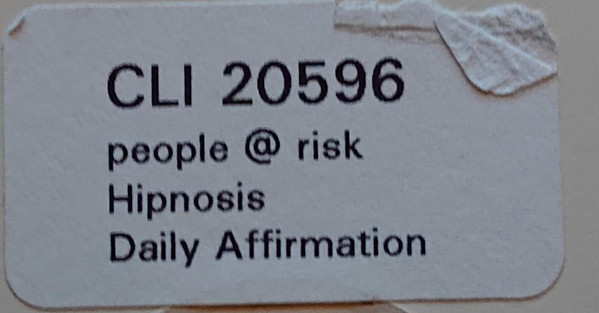 CLI 20596
people @ risk
Hipnosis
Daily Affirmation